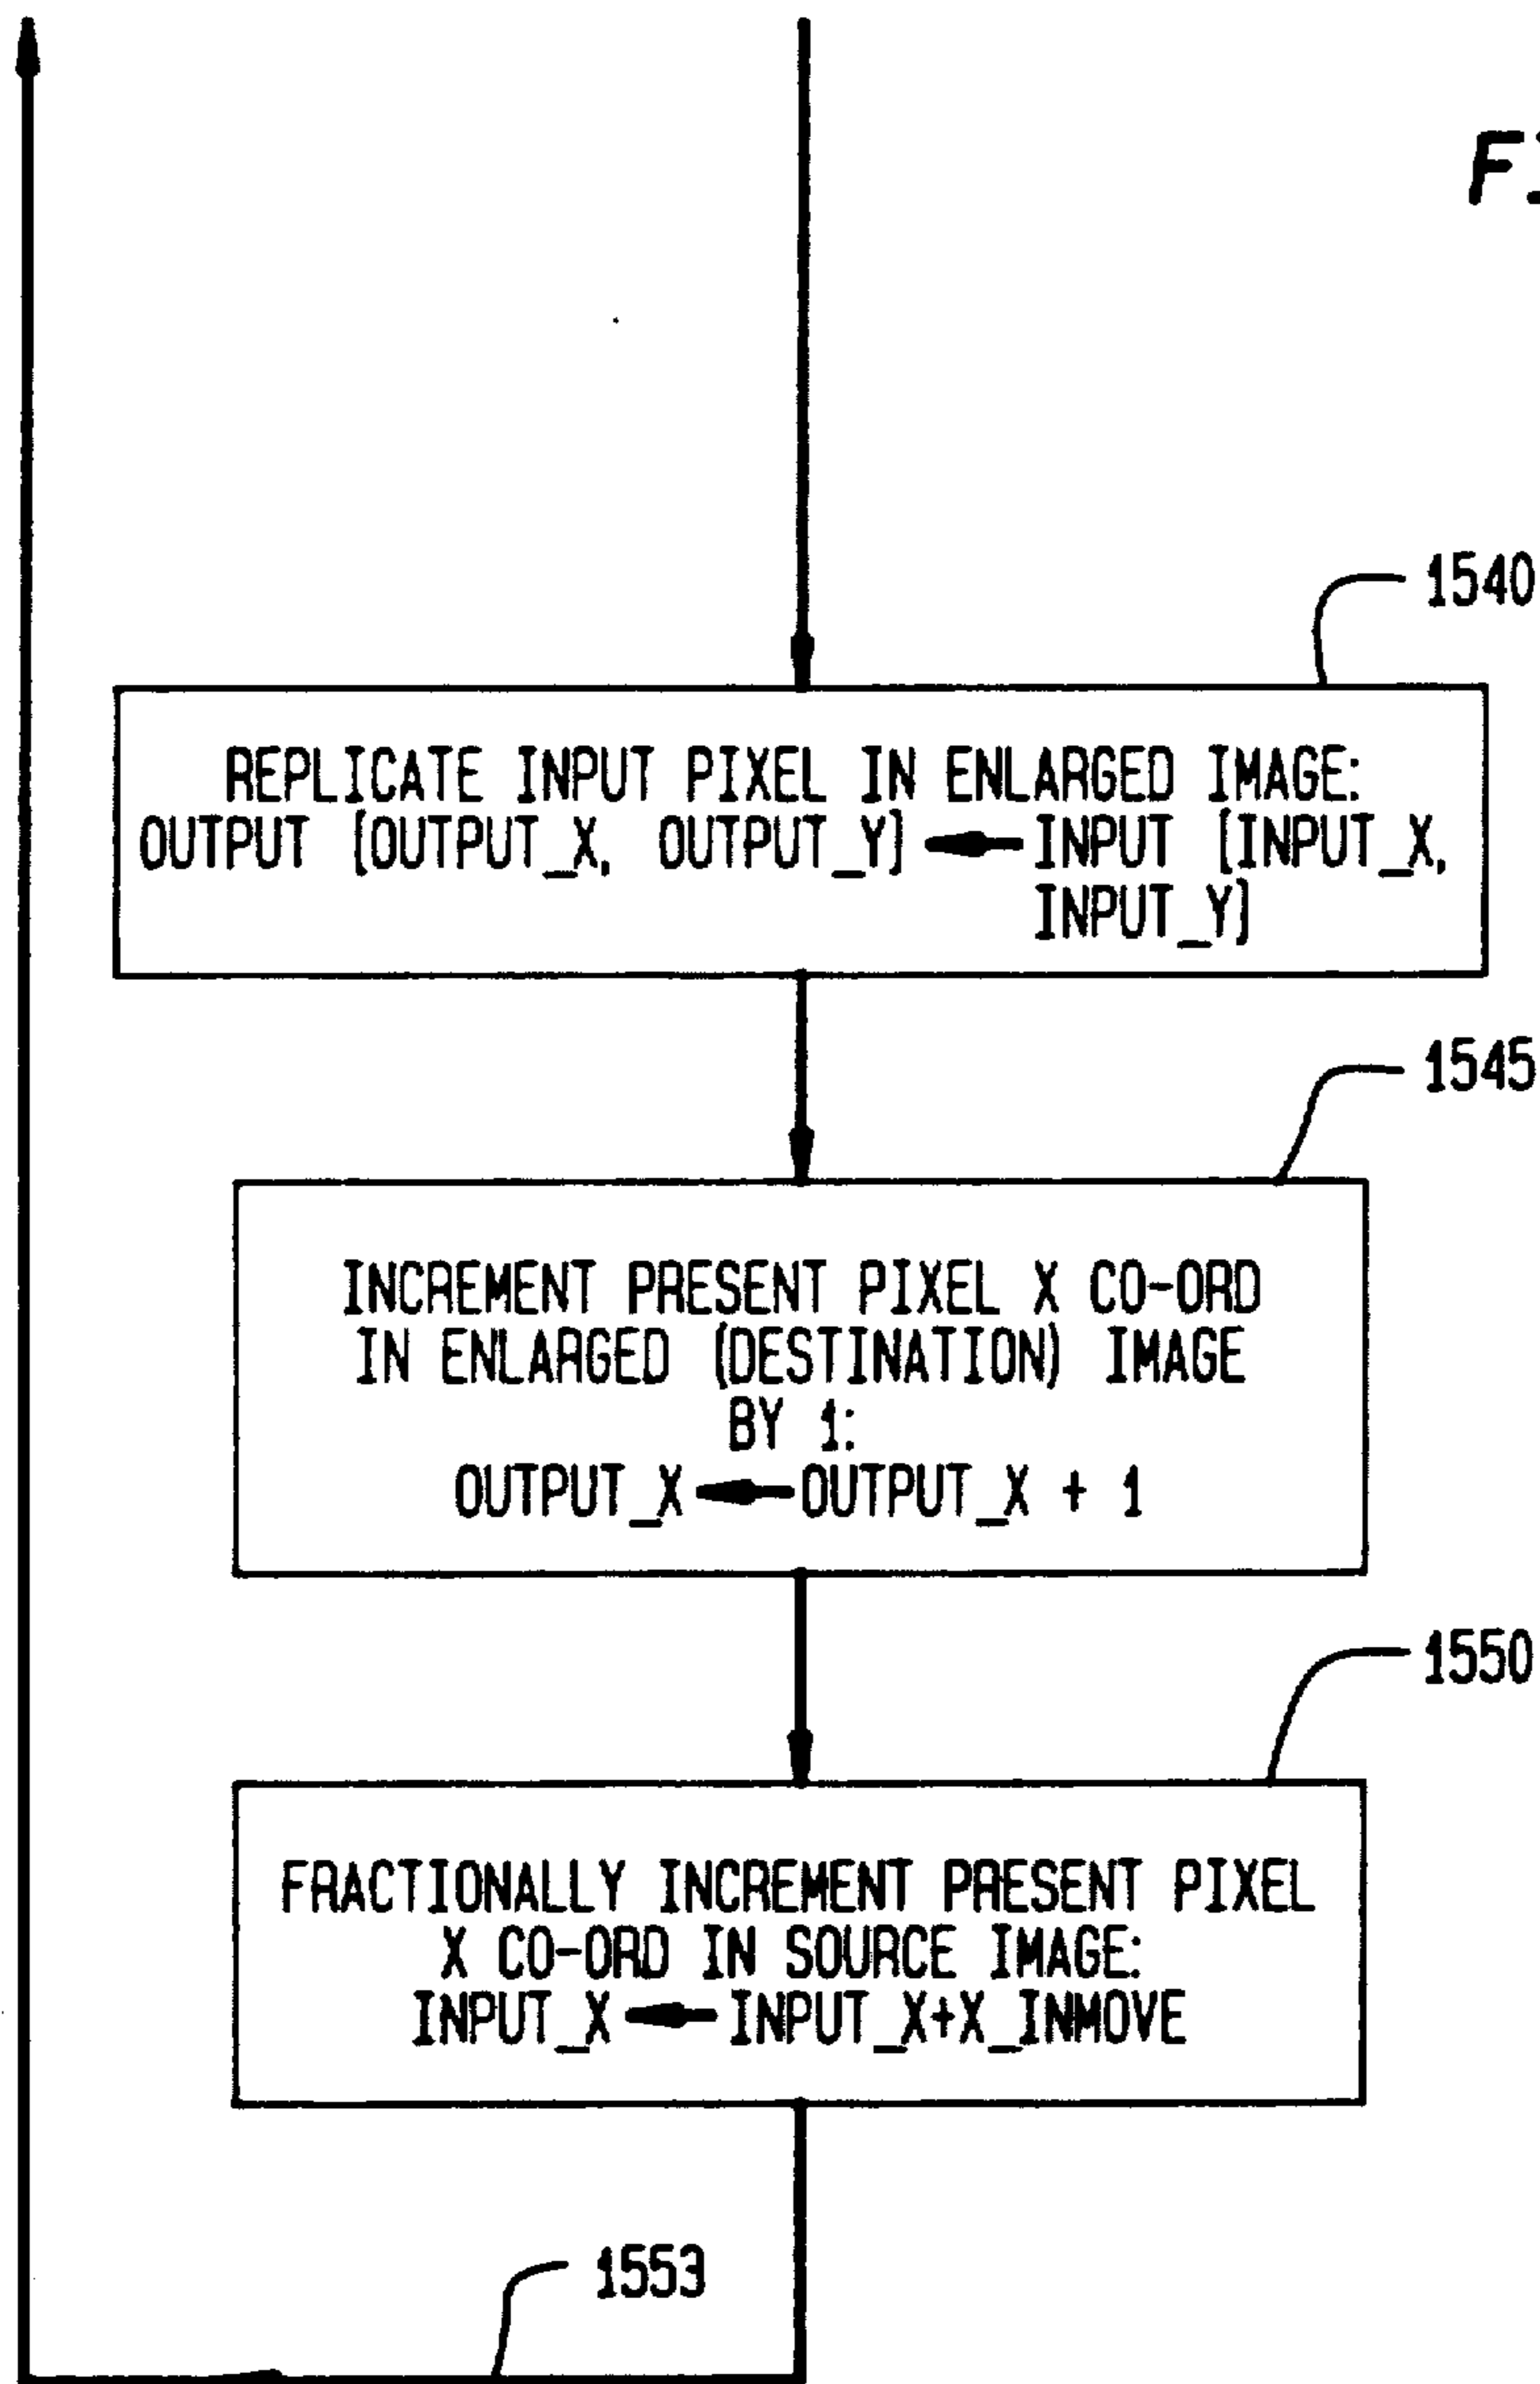 1540
REPLICATE INPUT PIXEL IN ENLARGED IMAGE:
OUTPUT [OUTPUT_X, OUTPUT_Y] ← INPUT [INPUT_X,
INPUT_Y]
1545
INCREMENT PRESENT PIXEL X CO-ORD
IN ENLARGED (DESTINATION) IMAGE
BY 1:
OUTPUT_X ← OUTPUT_X + 1
1550
FRACTIONALLY INCREMENT PRESENT PIXEL
X CO-ORD IN SOURCE IMAGE:
INPUT_X ← INPUT_X+X_INMOVE
1553